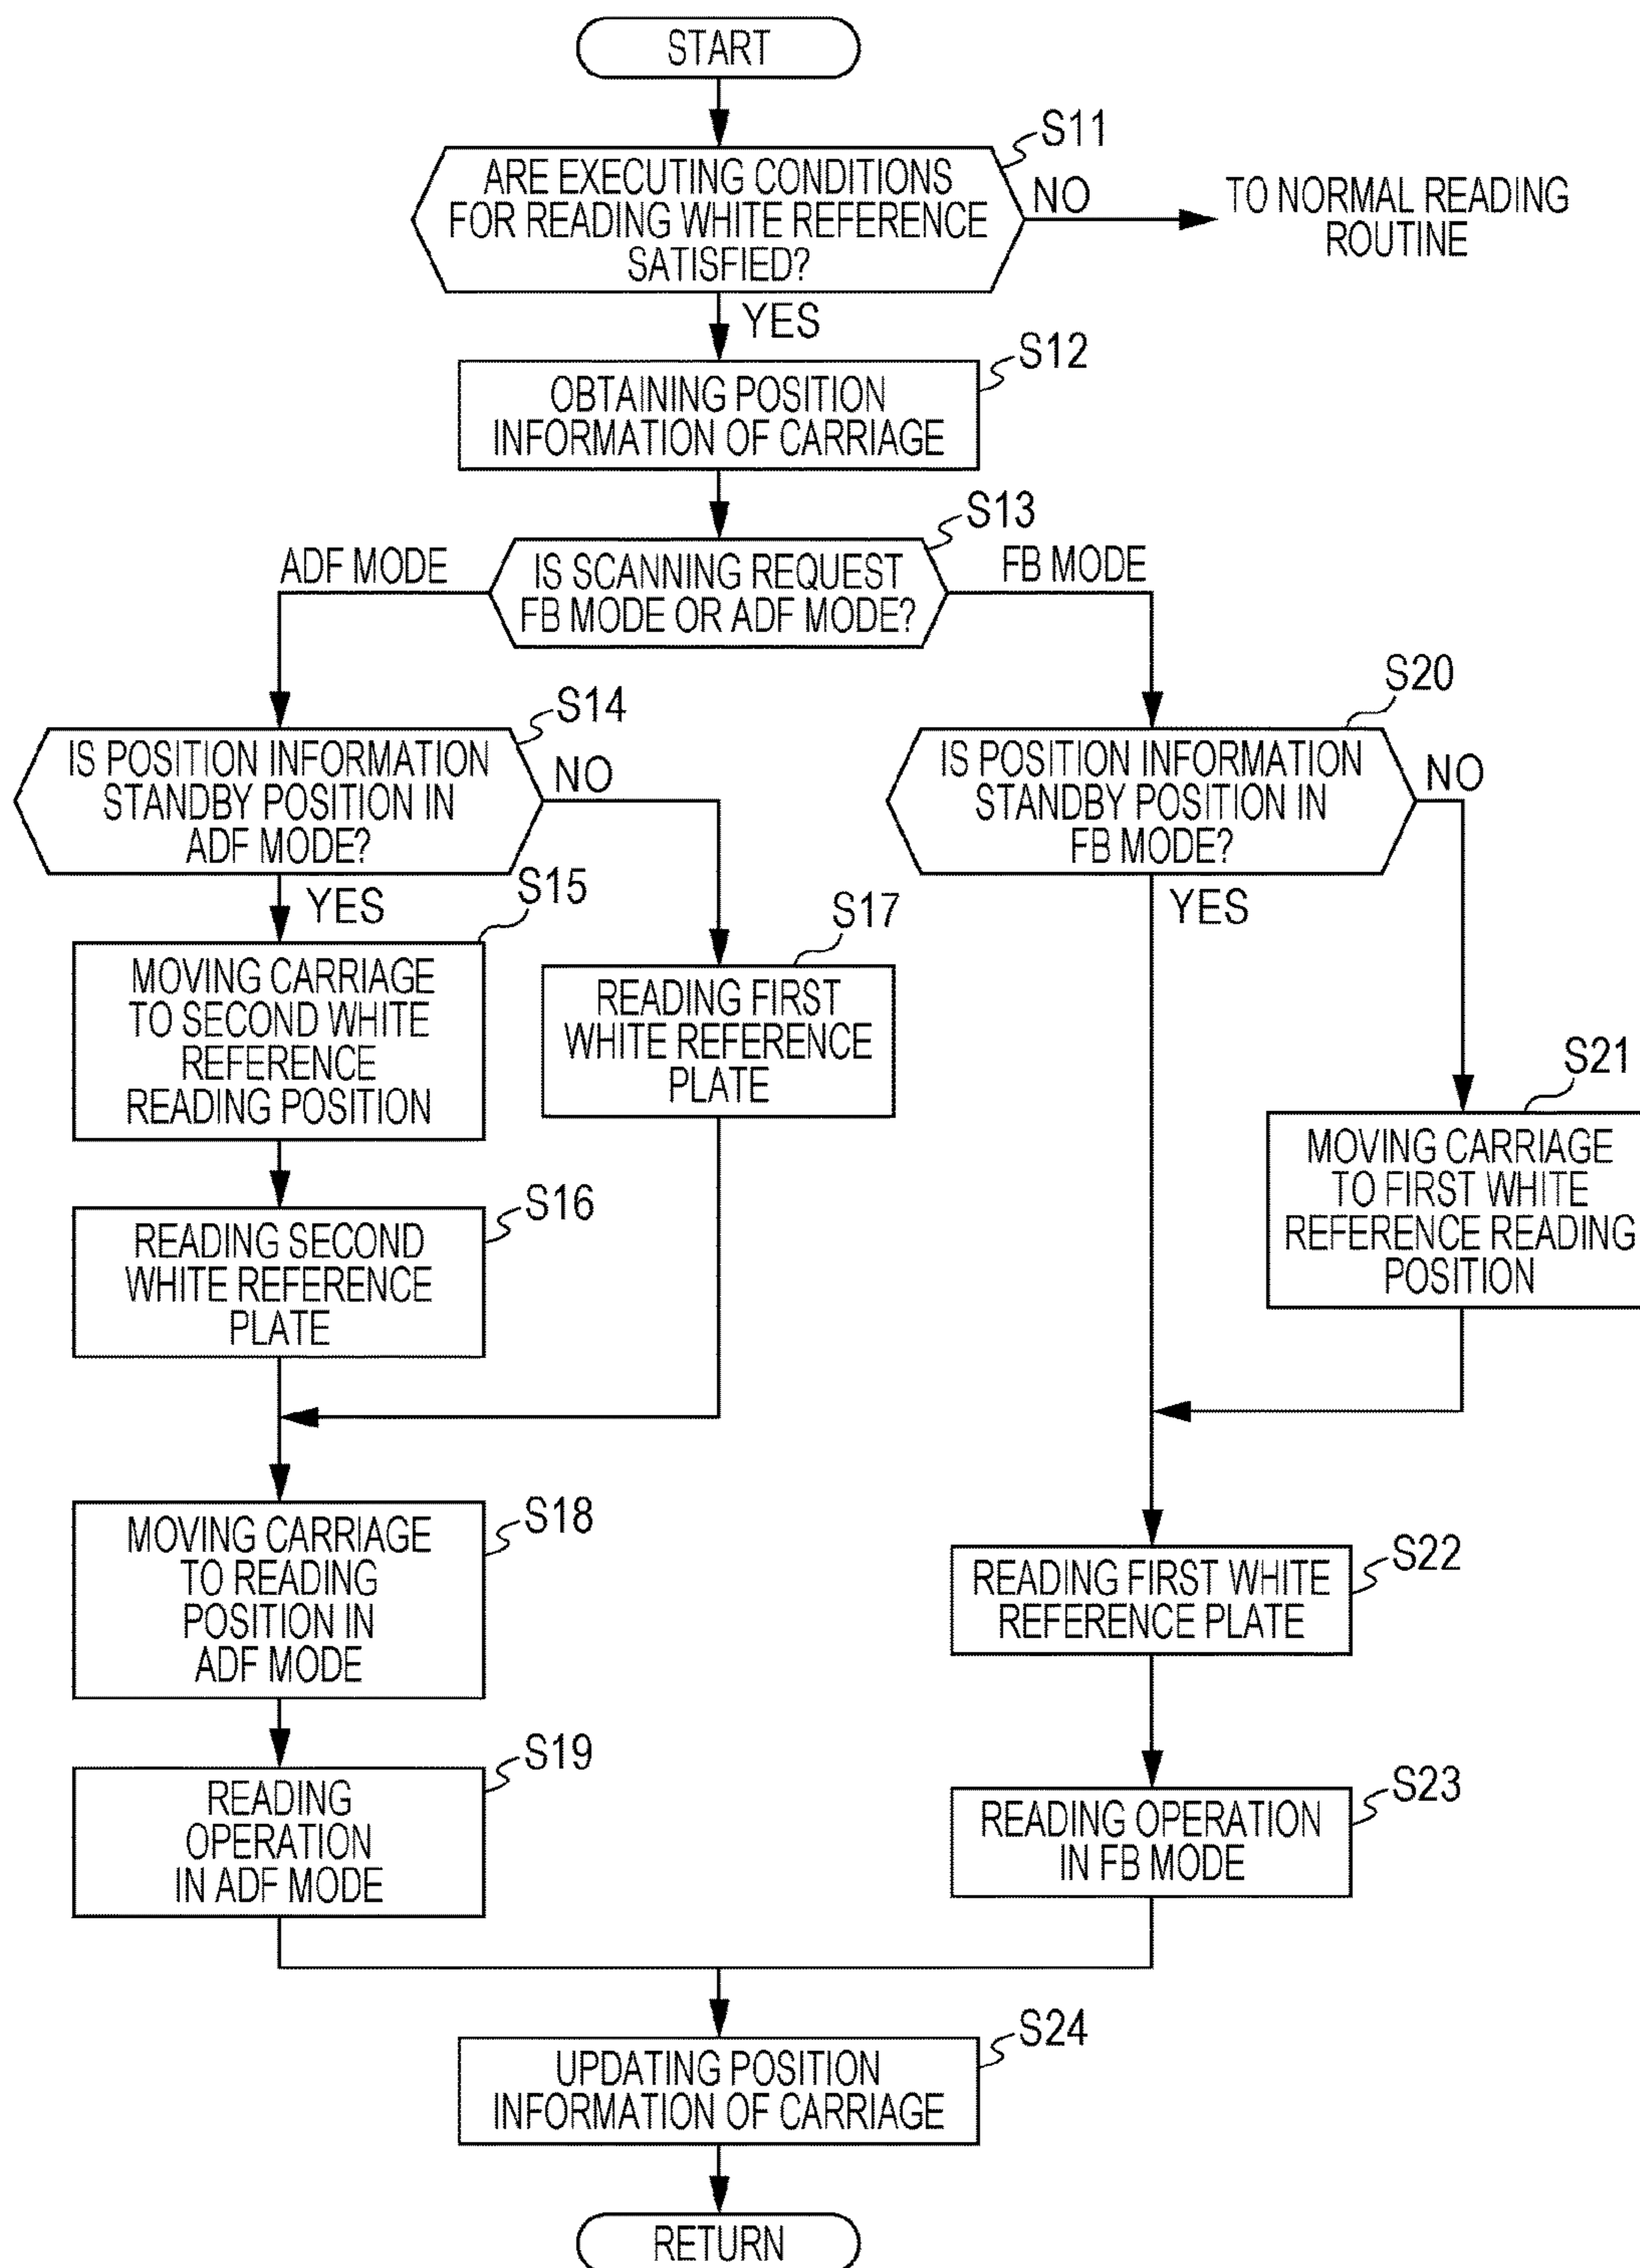 START
S11
ARE EXECUTING CONDITIONS
FOR READING WHITE REFERENCE
SATISFIED?
NO
TO NORMAL READING
ROUTINE
YES
S12
OBTAINING POSITION
INFORMATION OF CARRIAGE
S13
ADF MODE
IS SCANNING REQUEST
FB MODE OR ADF MODE?
FB MODE
S14
IS POSITION INFORMATION
STANDBY POSITION IN
ADF MODE?
NO
YES
S20
IS POSITION INFORMATION
STANDBY POSITION IN
FB MODE?
NO
YES
S15
MOVING CARRIAGE
TO SECOND WHITE
REFERENCE
READING POSITION
S17
READING FIRST
WHITE REFERENCE
PLATE
S21
MOVING CARRIAGE
TO FIRST WHITE
REFERENCE READING
POSITION
S16
READING SECOND
WHITE REFERENCE
PLATE
S18
MOVING CARRIAGE
TO READING
POSITION IN
ADF MODE
S22
READING FIRST WHITE
REFERENCE PLATE
S19
READING
OPERATION
IN ADF MODE
S23
READING OPERATION
IN FB MODE
S24
UPDATING POSITION
INFORMATION OF CARRIAGE
RETURN